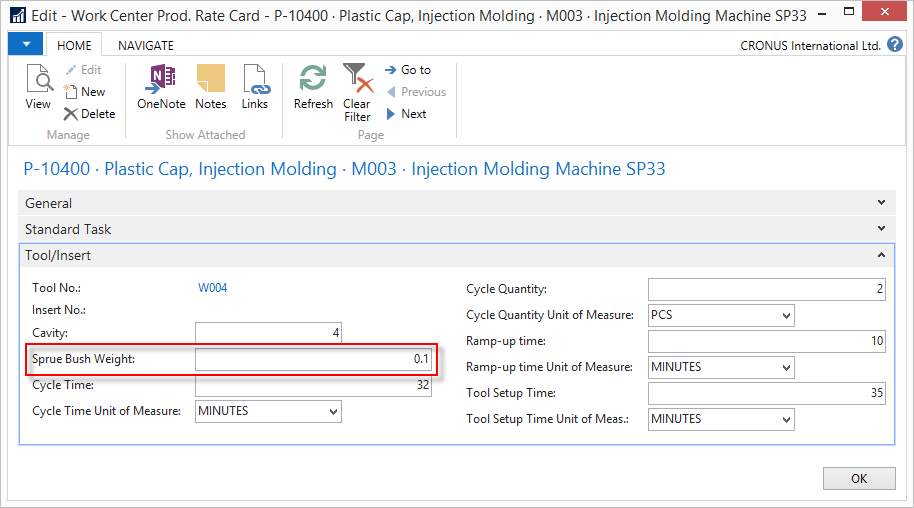 Edit - Work Center Prod. Rate Card - P-10400 · Plastic Cap, Injection Molding · M003 · Injection Molding Machine SP33
HOME NAVIGATE CRONUS International Ltd. ?
View
Edit
New
Delete
Manage
OneNote
Notes
Links
Show Attached
Refresh
Clear
Filter
Go to
Previous
Next
Page
P-10400 · Plastic Cap, Injection Molding · M003 · Injection Molding Machine SP33
General
Standard Task
Tool/Insert
Tool No.: W004
Insert No.:
Cavity: 4
Sprue Bush Weight: 0.1
Cycle Time: 32
Cycle Time Unit of Measure: MINUTES
Cycle Quantity: 2
Cycle Quantity Unit of Measure: PCS
Ramp-up time: 10
Ramp-up time Unit of Measure: MINUTES
Tool Setup Time: 35
Tool Setup Time Unit of Meas.: MINUTES
OK